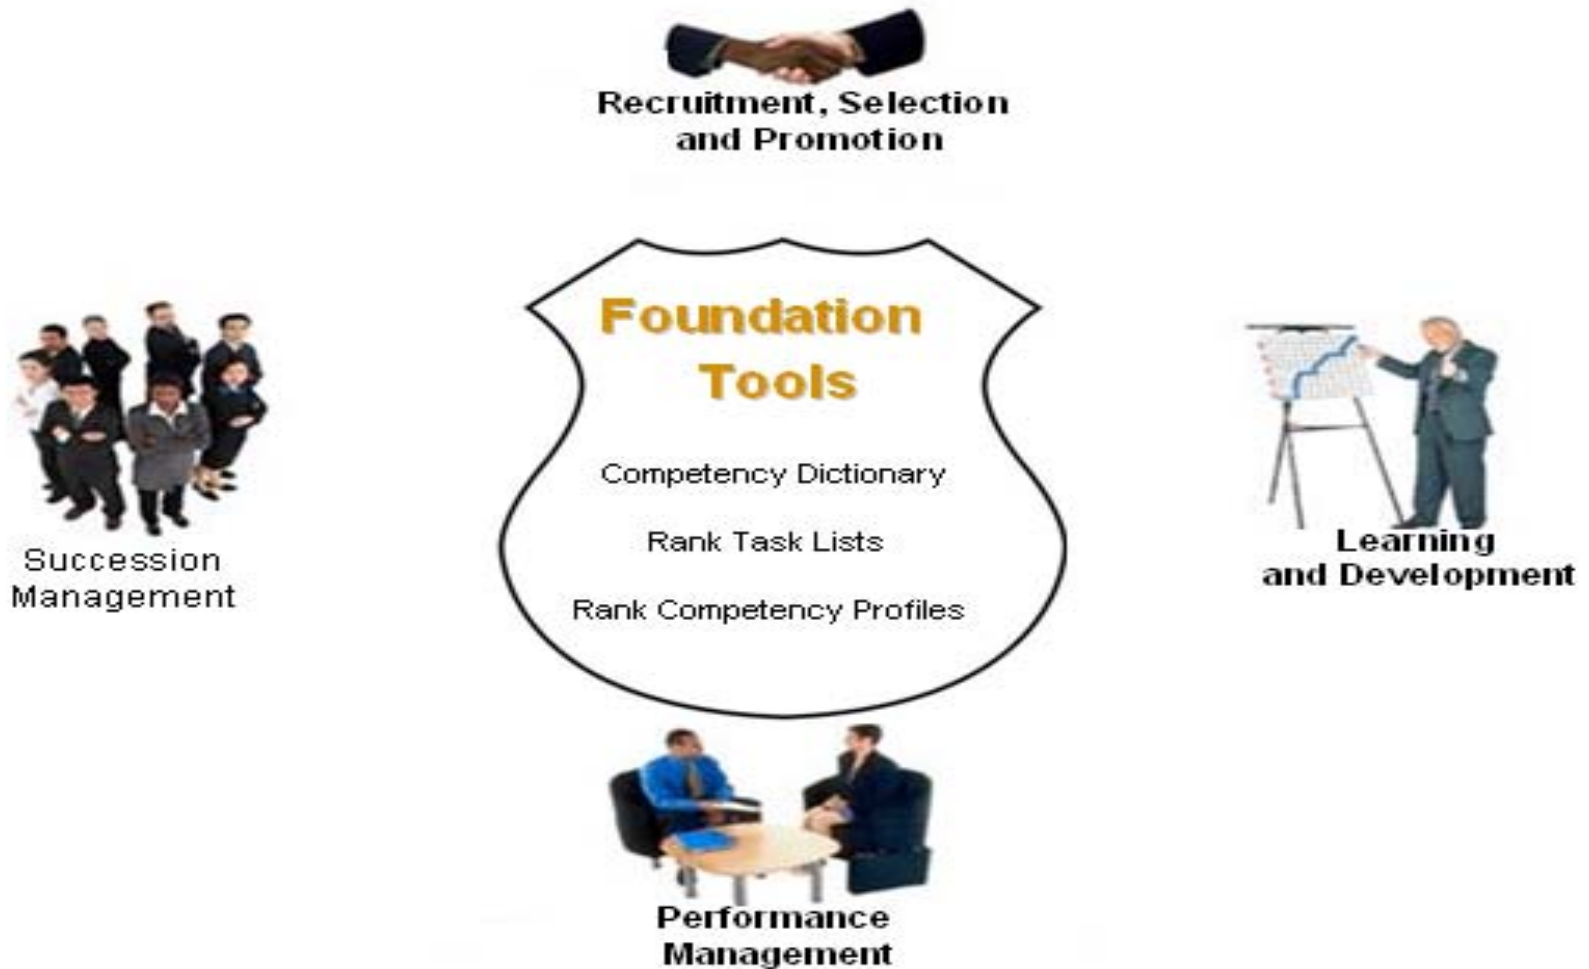 Recruitment, Selection
and Promotion
Foundation
Tools
Competency Dictionary
Rank Task Lists
Rank Competency Profiles
Succession
Management
Learning
and Development
Performance
Management